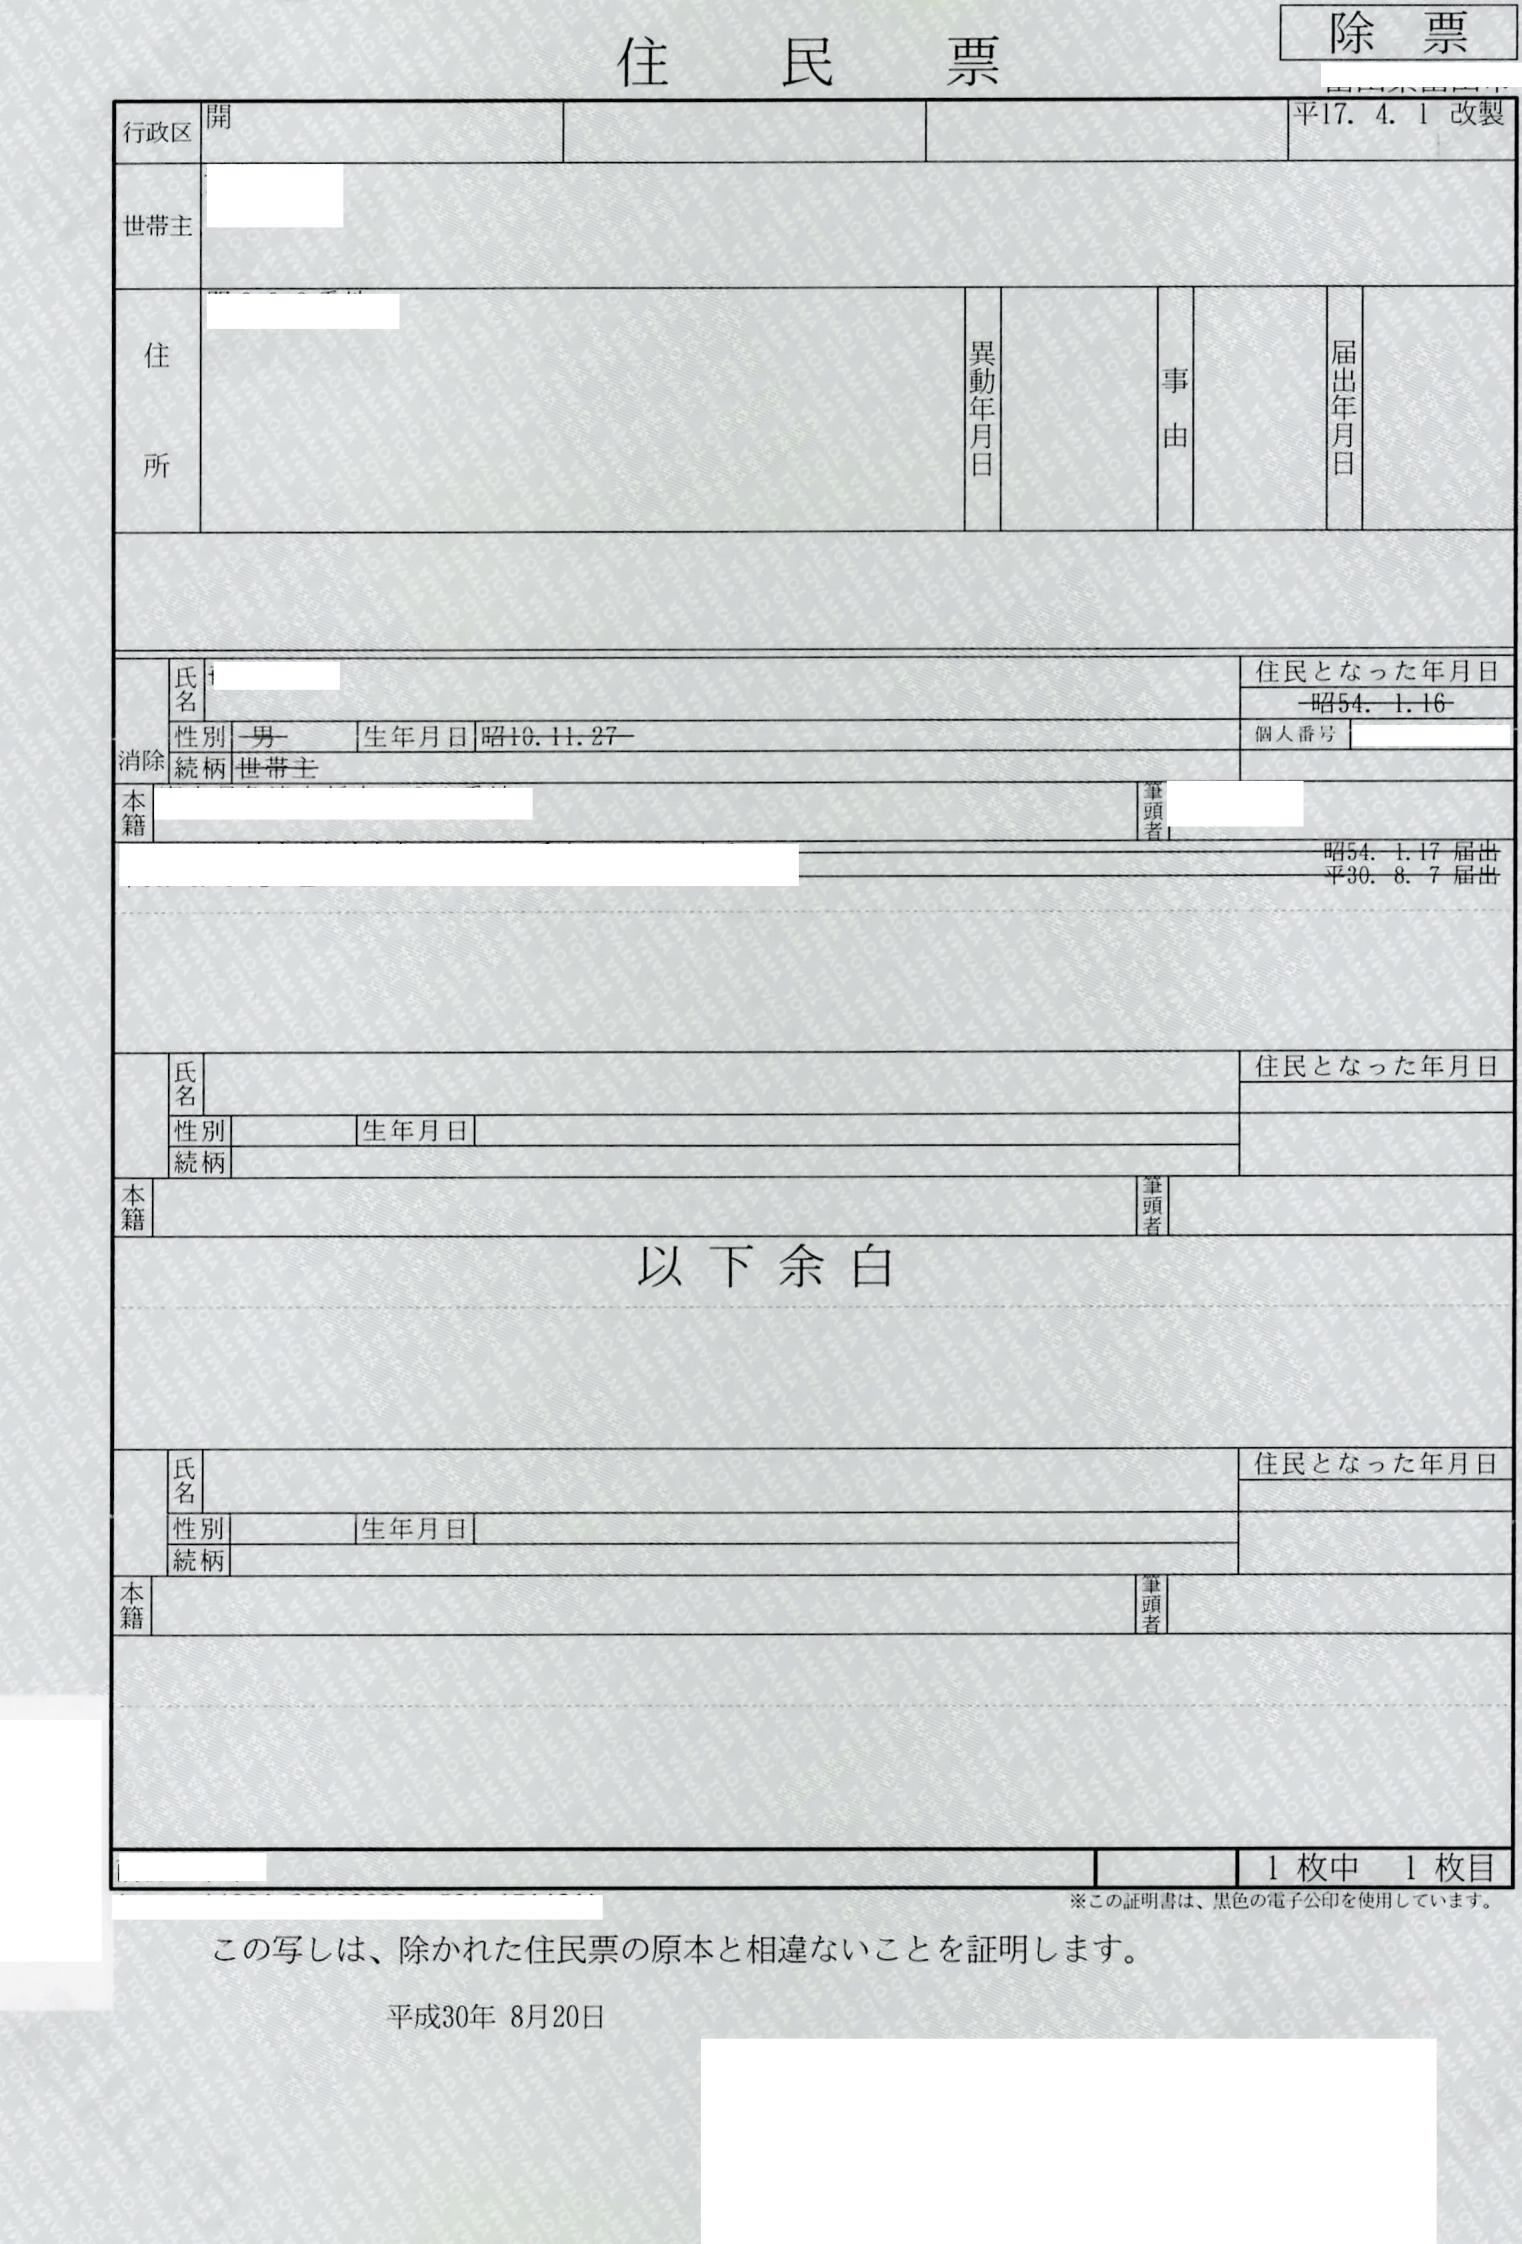 除 票
住 民 票
行政区 開 平17. 4. 1 改製
世帯主
住所 異動年月日 事由 届出年月日
氏名 住民となった年月日
昭54. 1.16
消除 性別 男 生年月日 昭10.11.27 個人番号
続柄 世帯主
本籍 筆頭者
昭54. 1.17 届出
平30. 8. 7 届出
氏名 住民となった年月日
性別 生年月日
続柄
本籍 筆頭者
以下余白
氏名 住民となった年月日
性別 生年月日
続柄
本籍 筆頭者
1 枚中 1 枚目
※この証明書は、黒色の電子公印を使用しています。
この写しは、除かれた住民票の原本と相違ないことを証明します。
平成30年 8月20日